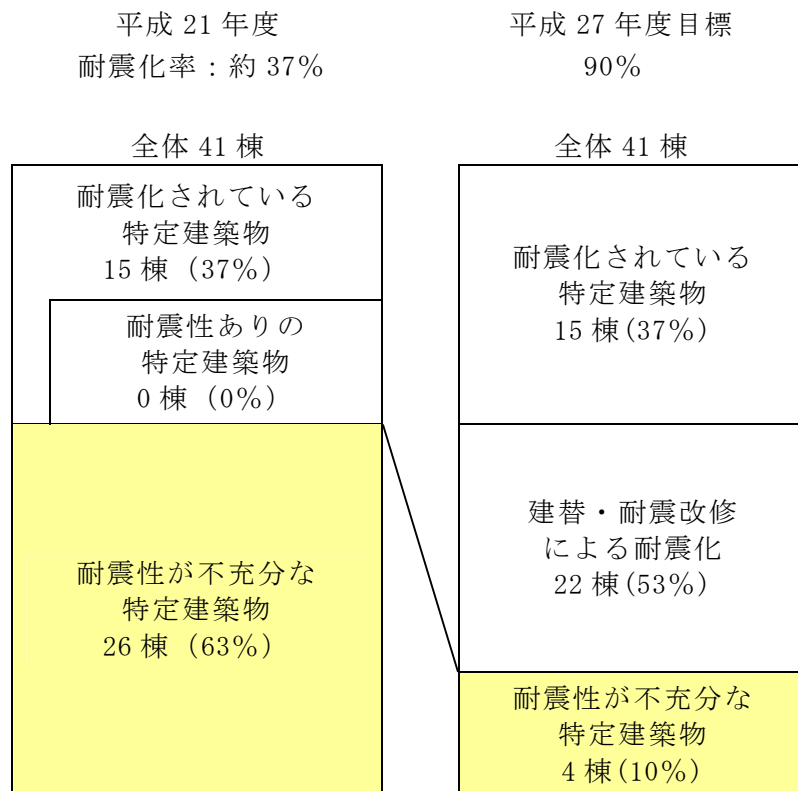 平成 21 年度
耐震化率：約 37%
全体 41 棟
耐震化されている
特定建築物
15 棟（37%）
耐震性ありの
特定建築物
0 棟（0%）
耐震性が不充分な
特定建築物
26 棟（63%）
平成 27 年度目標
90%
全体 41 棟
耐震化されている
特定建築物
15 棟(37%)
建替・耐震改修
による耐震化
22 棟(53%)
耐震性が不充分な
特定建築物
4 棟(10%)